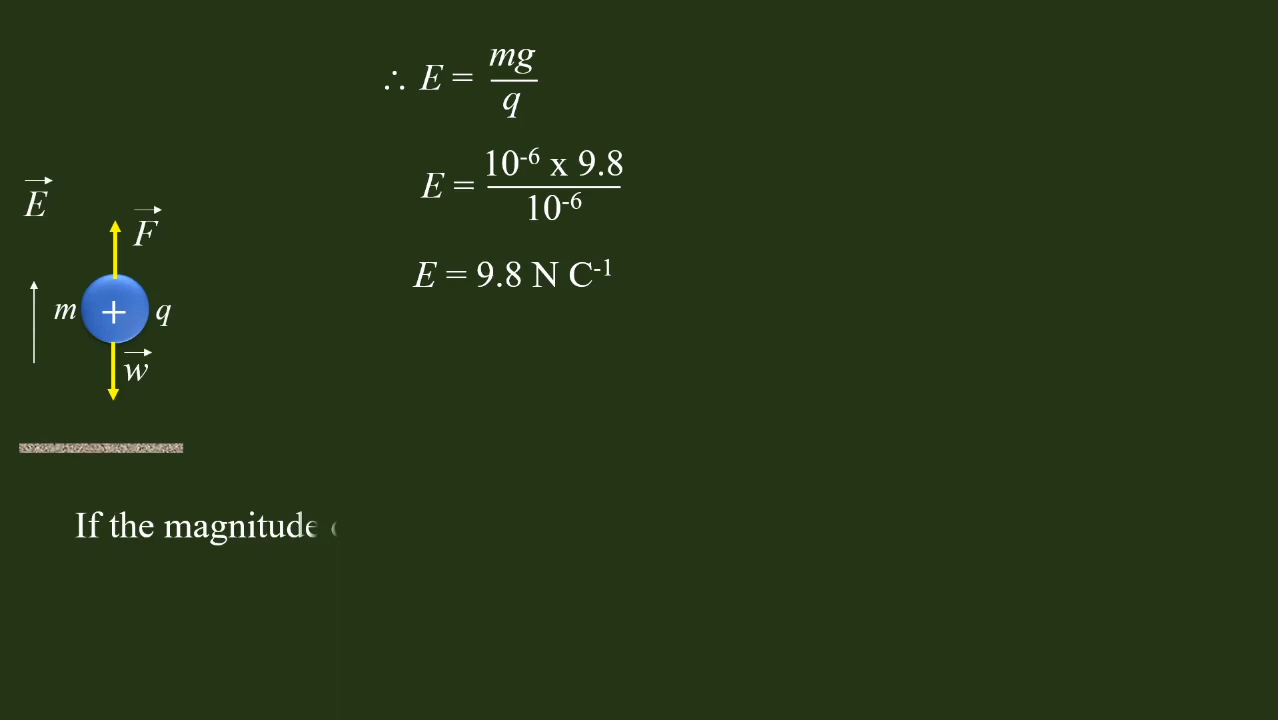 ∴ E = mg / q
E = 10⁻⁶ x 9.8 / 10⁻⁶
E = 9.8 N C⁻¹
E
F
m + q
w
If the magnitude